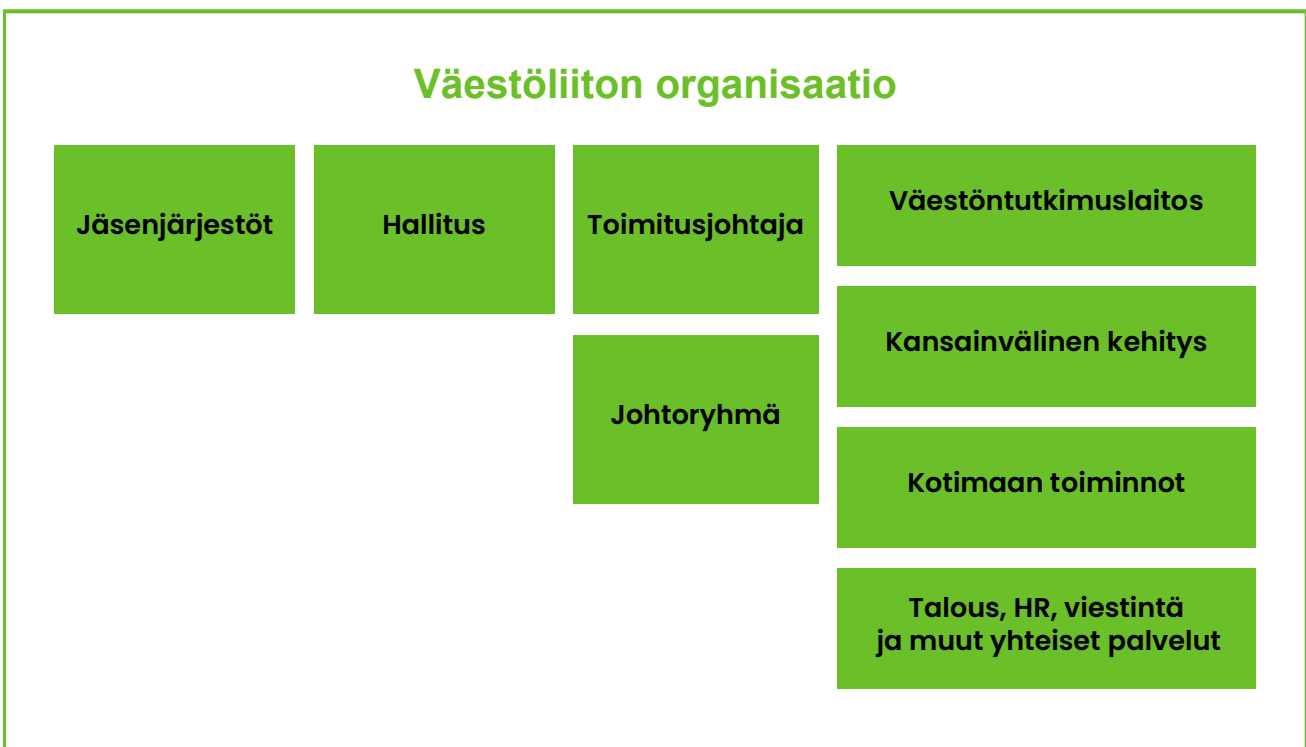 Väestöliiton organisaatio
Jäsenjärjestöt
Hallitus
Toimitusjohtaja
Johtoryhmä
Väestöntutkimuslaitos
Kansainvälinen kehitys
Kotimaan toiminnot
Talous, HR, viestintä
ja muut yhteiset palvelut